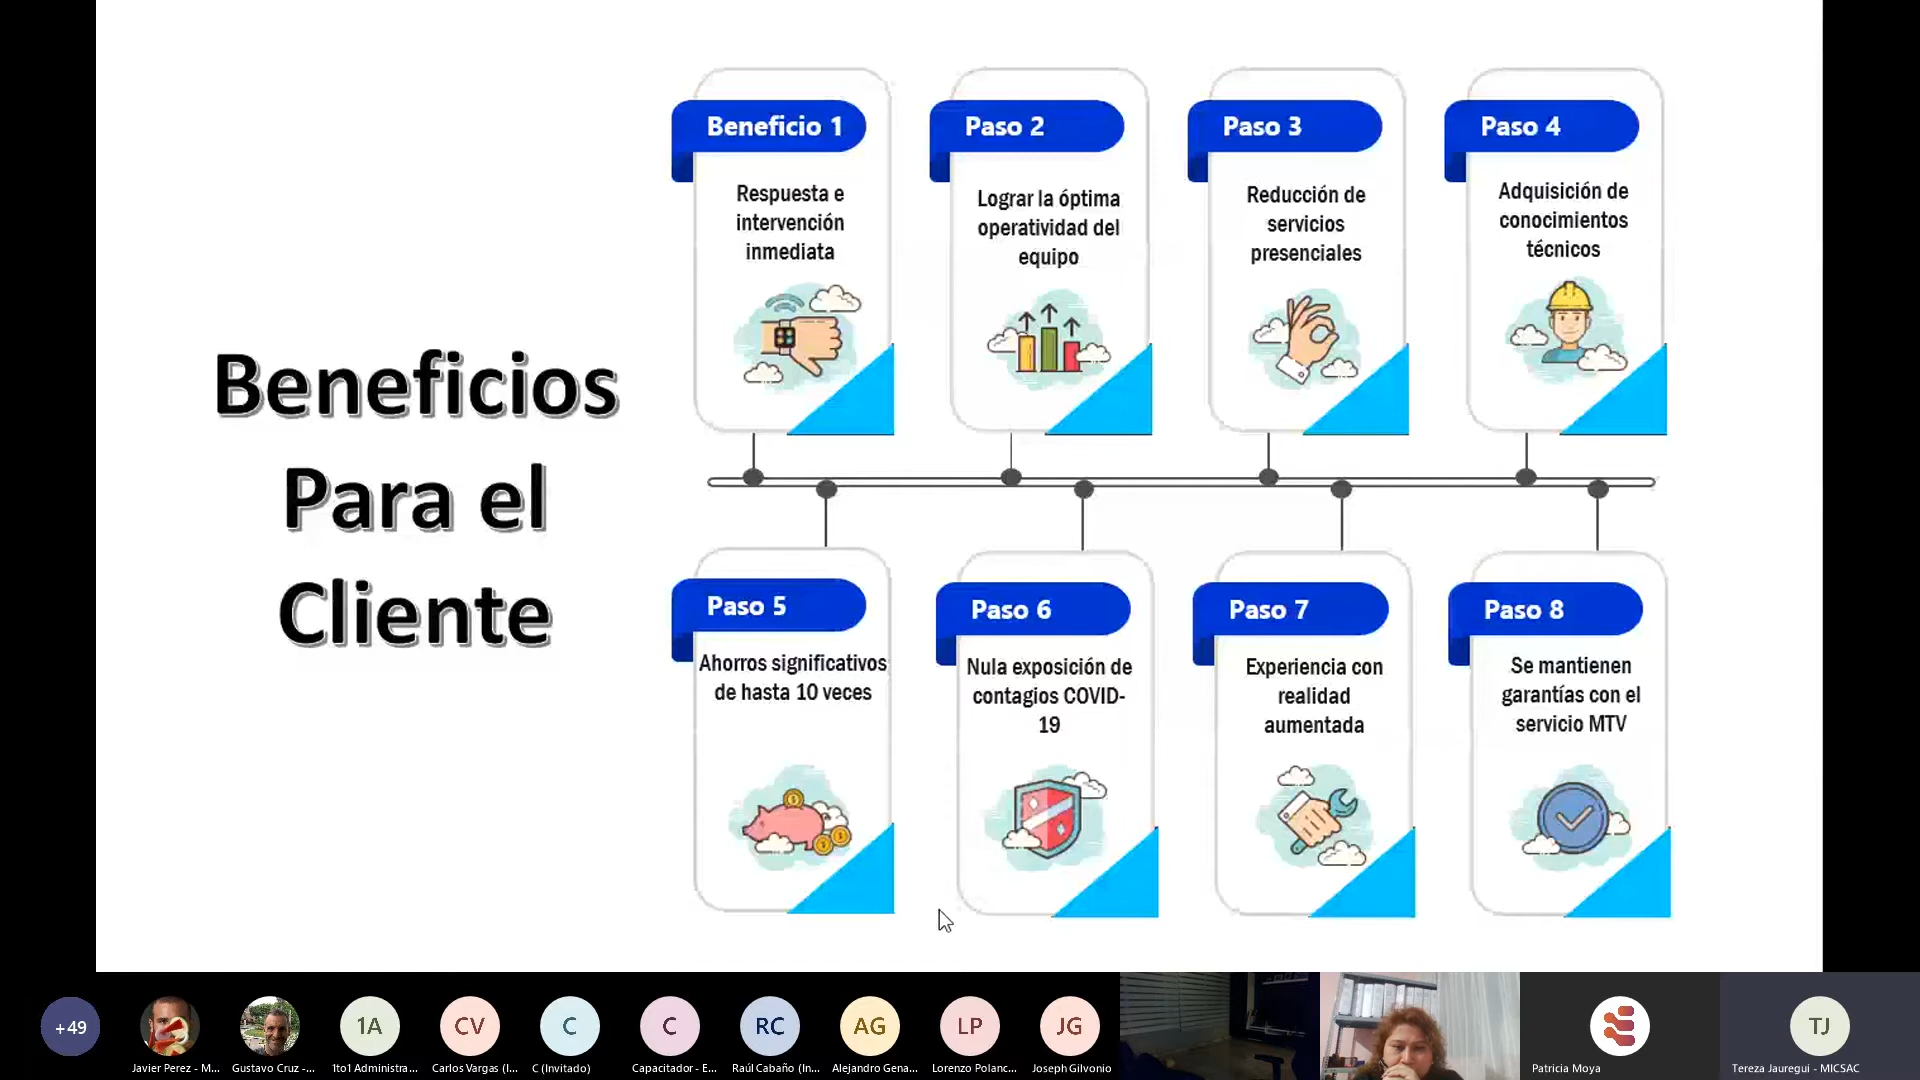 Beneficios
Para el
Cliente
Beneficio 1
Respuesta e
intervención
inmediata
Paso 2
Lograr la óptima
operatividad del
equipo
Paso 3
Reducción de
servicios
presenciales
Paso 4
Adquisición de
conocimientos
técnicos
Paso 5
Ahorros significativos
de hasta 10 veces
Paso 6
Nula exposición de
contagios COVID-
19
Paso 7
Experiencia con
realidad
aumentada
Paso 8
Se mantienen
garantías con el
servicio MTV
+49
1A
CV
C
C
RC
AG
LP
JG
TJ
Javier Perez - M...
Gustavo Cruz -...
1to1 Administra...
Carlos Vargas (I...
C (Invitado)
Capacitador - E...
Raúl Cabaño (In...
Alejandro Gena...
Lorenzo Polanc...
Joseph Gilvonio
Patricia Moya
Tereza Jauregui - MICSAC